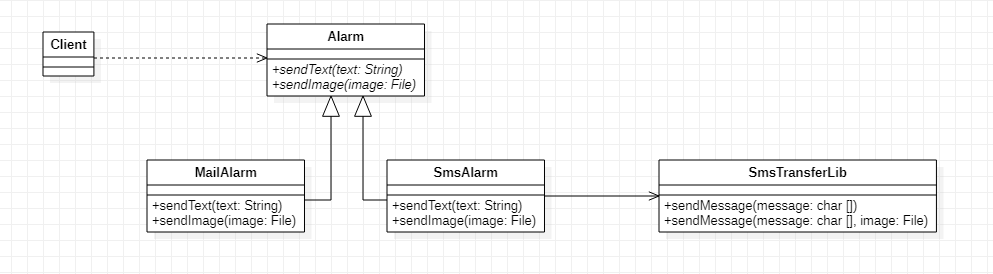 Client
Alarm
+sendText(text: String)
+sendImage(image: File)
MailAlarm
+sendText(text: String)
+sendImage(image: File)
SmsAlarm
+sendText(text: String)
+sendImage(image: File)
SmsTransferLib
+sendMessage(message: char [])
+sendMessage(message: char [], image: File)